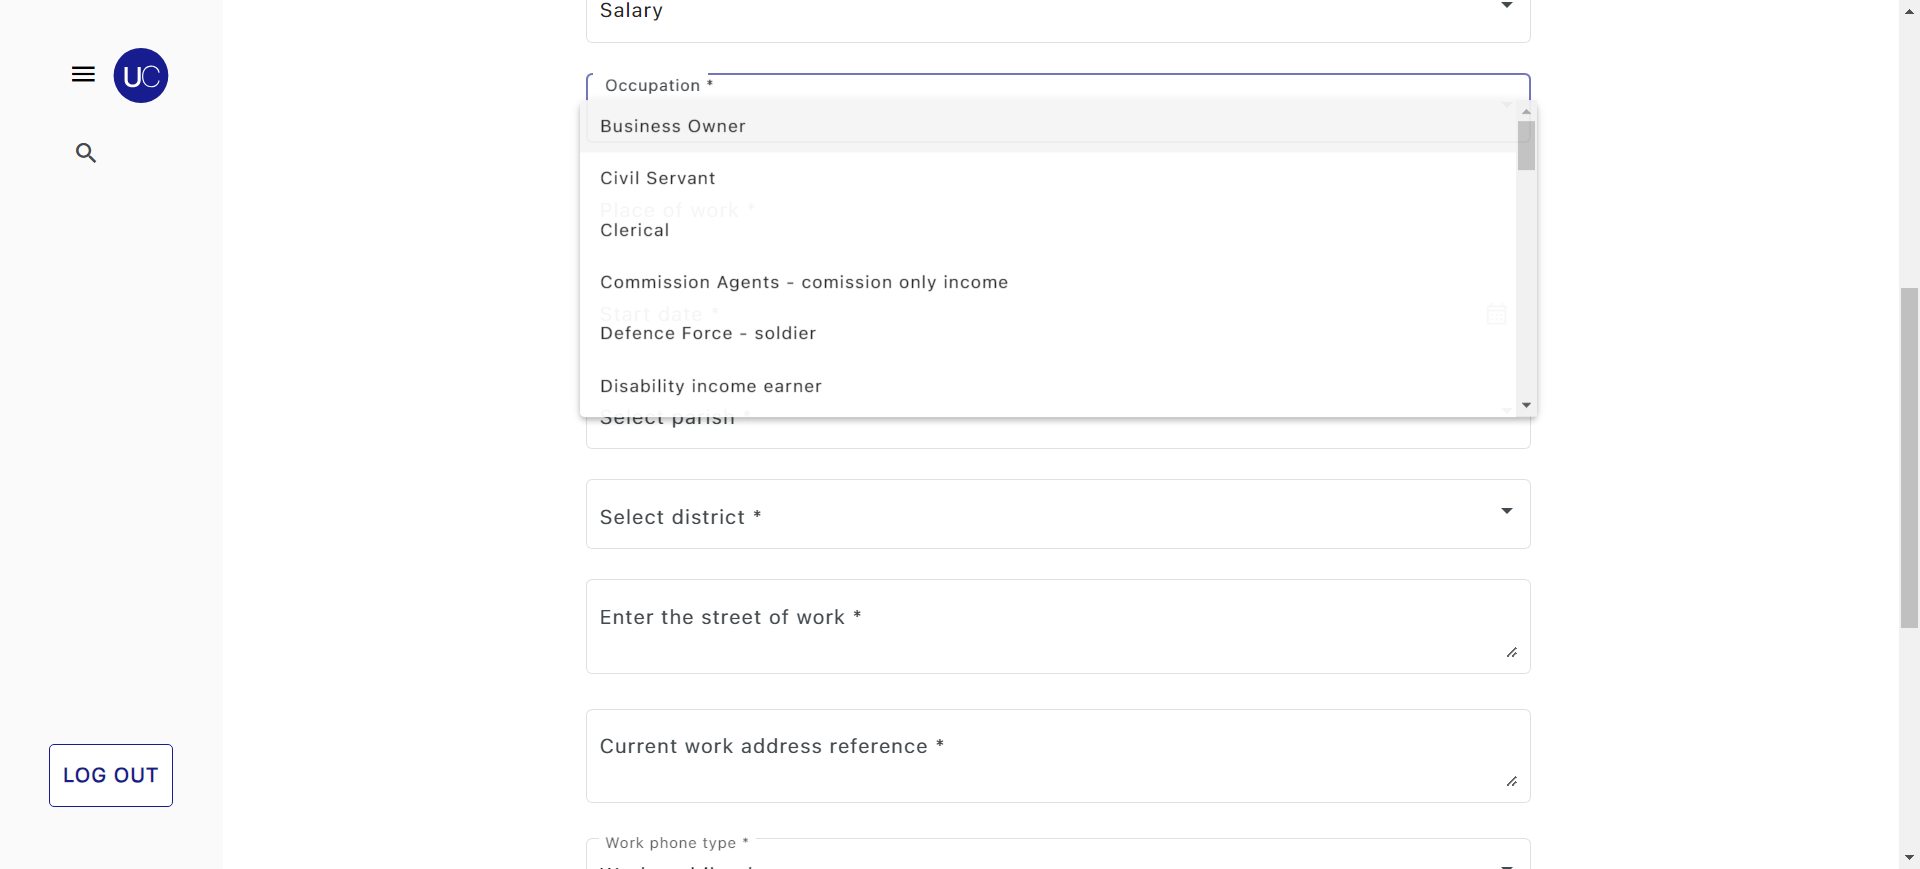 Salary
UC
Occupation *
Business Owner
Civil Servant
Place of work *
Clerical
Commission Agents - comission only income
Start date *
Defence Force - soldier
Disability income earner
Select parish *
Select district *
Enter the street of work *
Current work address reference *
LOG OUT
Work phone type *